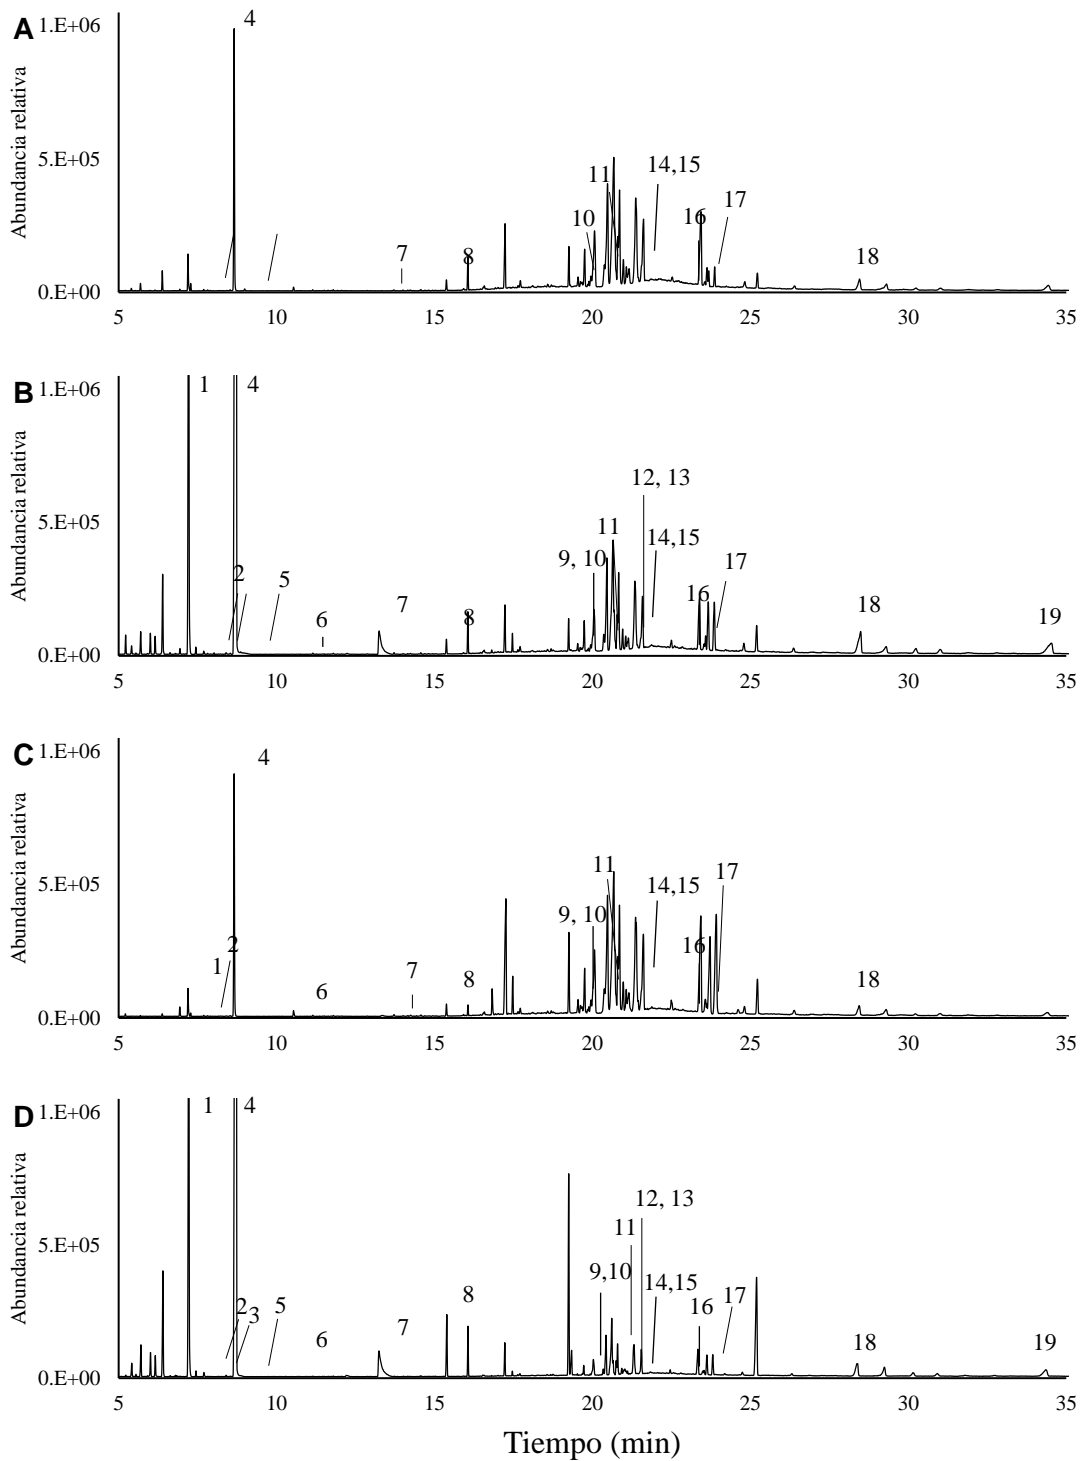 A
Abundancia relativa
1.E+06
5.E+05
0.E+00
4
7
8
10
11
14,15
16
17
18
5 10 15 20 25 30 35
B
Abundancia relativa
1.E+06
5.E+05
0.E+00
1
4
2
5
6
7
8
9, 10
11
12, 13
14,15
16
17
18
19
5 10 15 20 25 30 35
C
Abundancia relativa
1.E+06
5.E+05
0.E+00
4
1
2
6
7
8
9, 10
11
14,15
16
17
18
5 10 15 20 25 30 35
D
Abundancia relativa
1.E+06
5.E+05
0.E+00
1
4
2
3
5
6
7
8
9,10
11
12, 13
14,15
16
17
18
19
5 10 15 20 25 30 35
Tiempo (min)